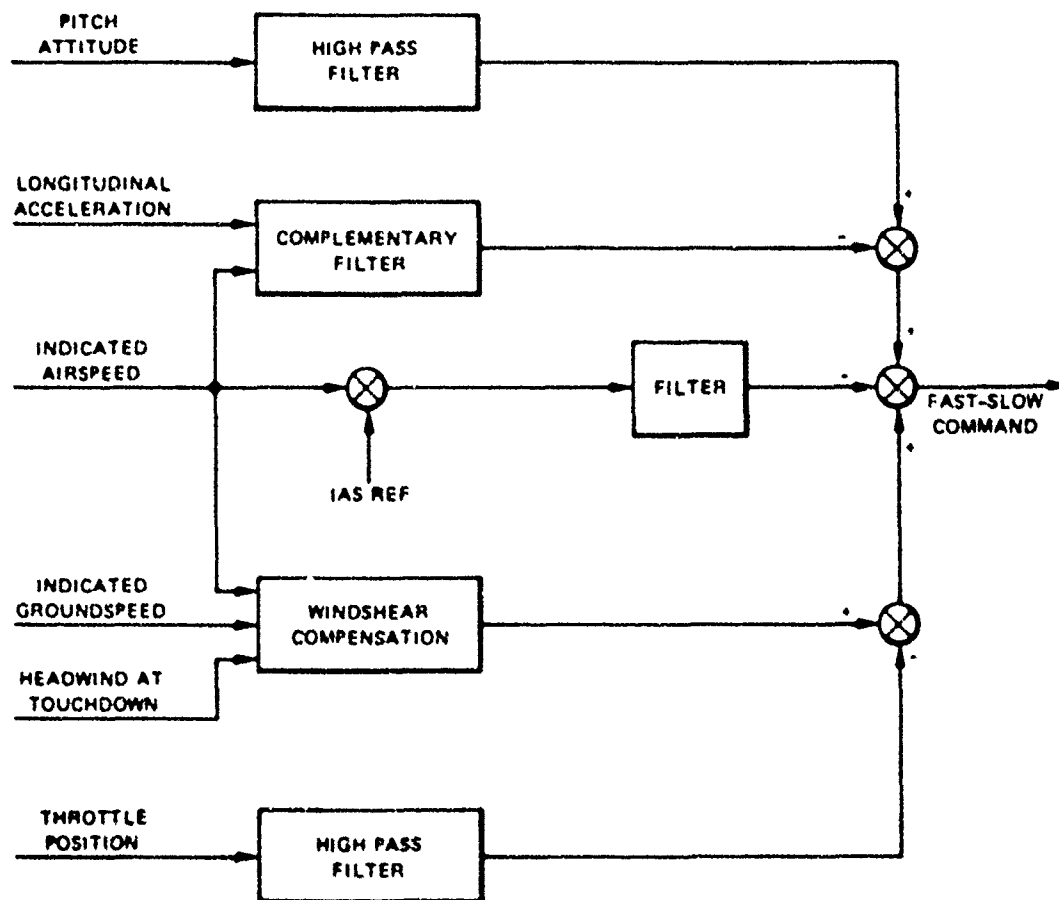 PITCH
ATTITUDE
HIGH PASS
FILTER
+
LONGITUDINAL
ACCELERATION
COMPLEMENTARY
FILTER
-
+
INDICATED
AIRSPEED
FILTER
-
FAST-SLOW
COMMAND
+
IAS REF
INDICATED
GROUNDSPEED
WINDSHEAR
COMPENSATION
+
-
HEADWIND AT
TOUCHDOWN
THROTTLE
POSITION
HIGH PASS
FILTER